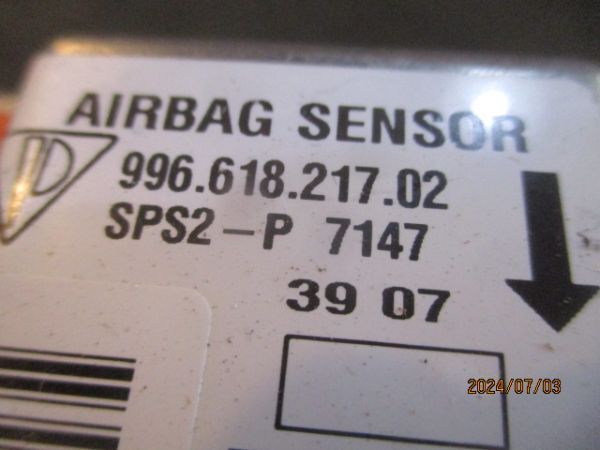 AIRBAG SENSOR
996.618.217.02
SPS2-P 7147
39 07
2024/07/03